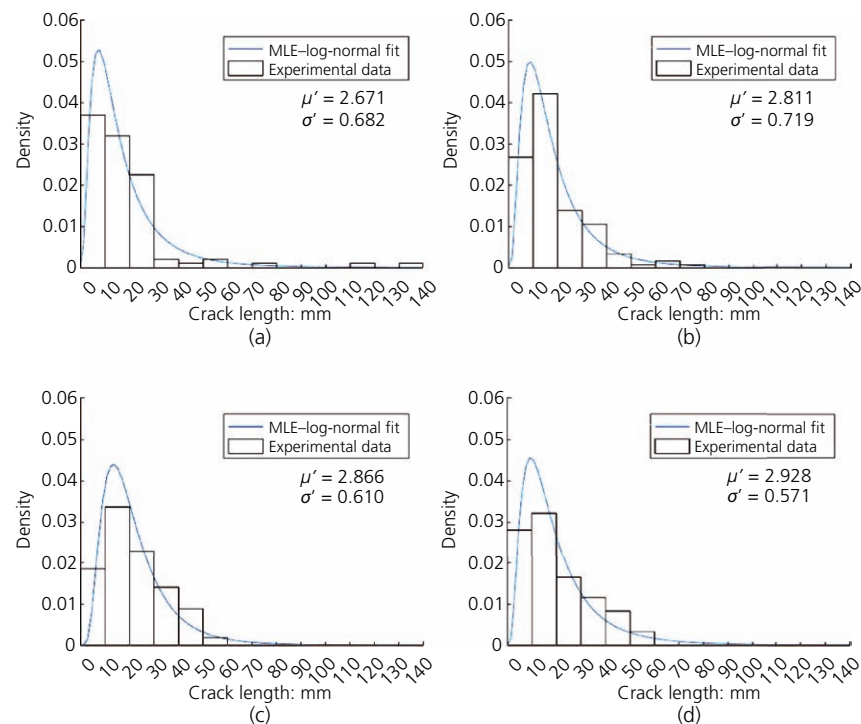 0.06
0.05
0.04
0.03
0.02
0.01
0
Density
MLE–log-normal fit
Experimental data
μ′ = 2.671
σ′ = 0.682
0 10 20 30 40 50 60 70 80 90 100 110 120 130 140
Crack length: mm
(a)
0.06
0.05
0.04
0.03
0.02
0.01
0
Density
MLE–log-normal fit
Experimental data
μ′ = 2.811
σ′ = 0.719
0 10 20 30 40 50 60 70 80 90 100 110 120 130 140
Crack length: mm
(b)
0.06
0.05
0.04
0.03
0.02
0.01
0
Density
MLE–log-normal fit
Experimental data
μ′ = 2.866
σ′ = 0.610
0 10 20 30 40 50 60 70 80 90 100 110 120 130 140
Crack length: mm
(c)
0.06
0.05
0.04
0.03
0.02
0.01
0
Density
MLE–log-normal fit
Experimental data
μ′ = 2.928
σ′ = 0.571
0 10 20 30 40 50 60 70 80 90 100 110 120 130 140
Crack length: mm
(d)